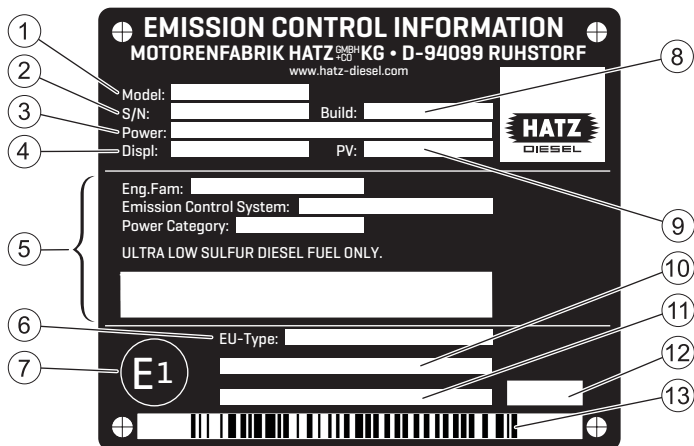 EMISSION CONTROL INFORMATION
MOTORENFABRIK HATZ GMBH +CO KG • D-94099 RUHSTORF
www.hatz-diesel.com
Model:
S/N: Build:
Power:
Displ: PV:
HATZ
DIESEL
Eng.Fam:
Emission Control System:
Power Category:
ULTRA LOW SULFUR DIESEL FUEL ONLY.
EU-Type:
E1
1
2
3
4
5
6
7
8
9
10
11
12
13